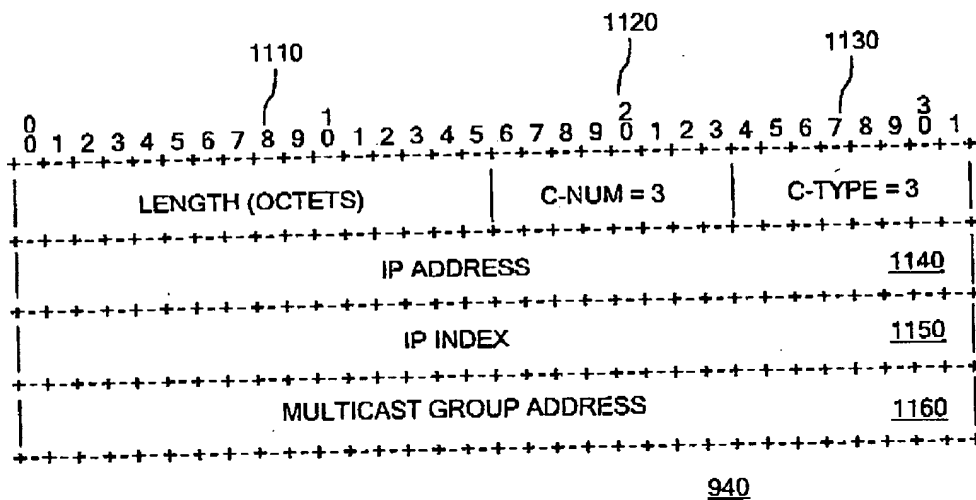 1110 1120 1130
0 1 2 3
0 1 2 3 4 5 6 7 8 9 0 1 2 3 4 5 6 7 8 9 0 1 2 3 4 5 6 7 8 9 0 1
+-+-+-+-+-+-+-+-+-+-+-+-+-+-+-+-+-+-+-+-+-+-+-+-+-+-+-+-+-+-+-+-+
| LENGTH (OCTETS) | C-NUM = 3 | C-TYPE = 3 |
+-+-+-+-+-+-+-+-+-+-+-+-+-+-+-+-+-+-+-+-+-+-+-+-+-+-+-+-+-+-+-+-+
| IP ADDRESS 1140 |
+-+-+-+-+-+-+-+-+-+-+-+-+-+-+-+-+-+-+-+-+-+-+-+-+-+-+-+-+-+-+-+-+
| IP INDEX 1150 |
+-+-+-+-+-+-+-+-+-+-+-+-+-+-+-+-+-+-+-+-+-+-+-+-+-+-+-+-+-+-+-+-+
| MULTICAST GROUP ADDRESS 1160 |
+-+-+-+-+-+-+-+-+-+-+-+-+-+-+-+-+-+-+-+-+-+-+-+-+-+-+-+-+-+-+-+-+
940